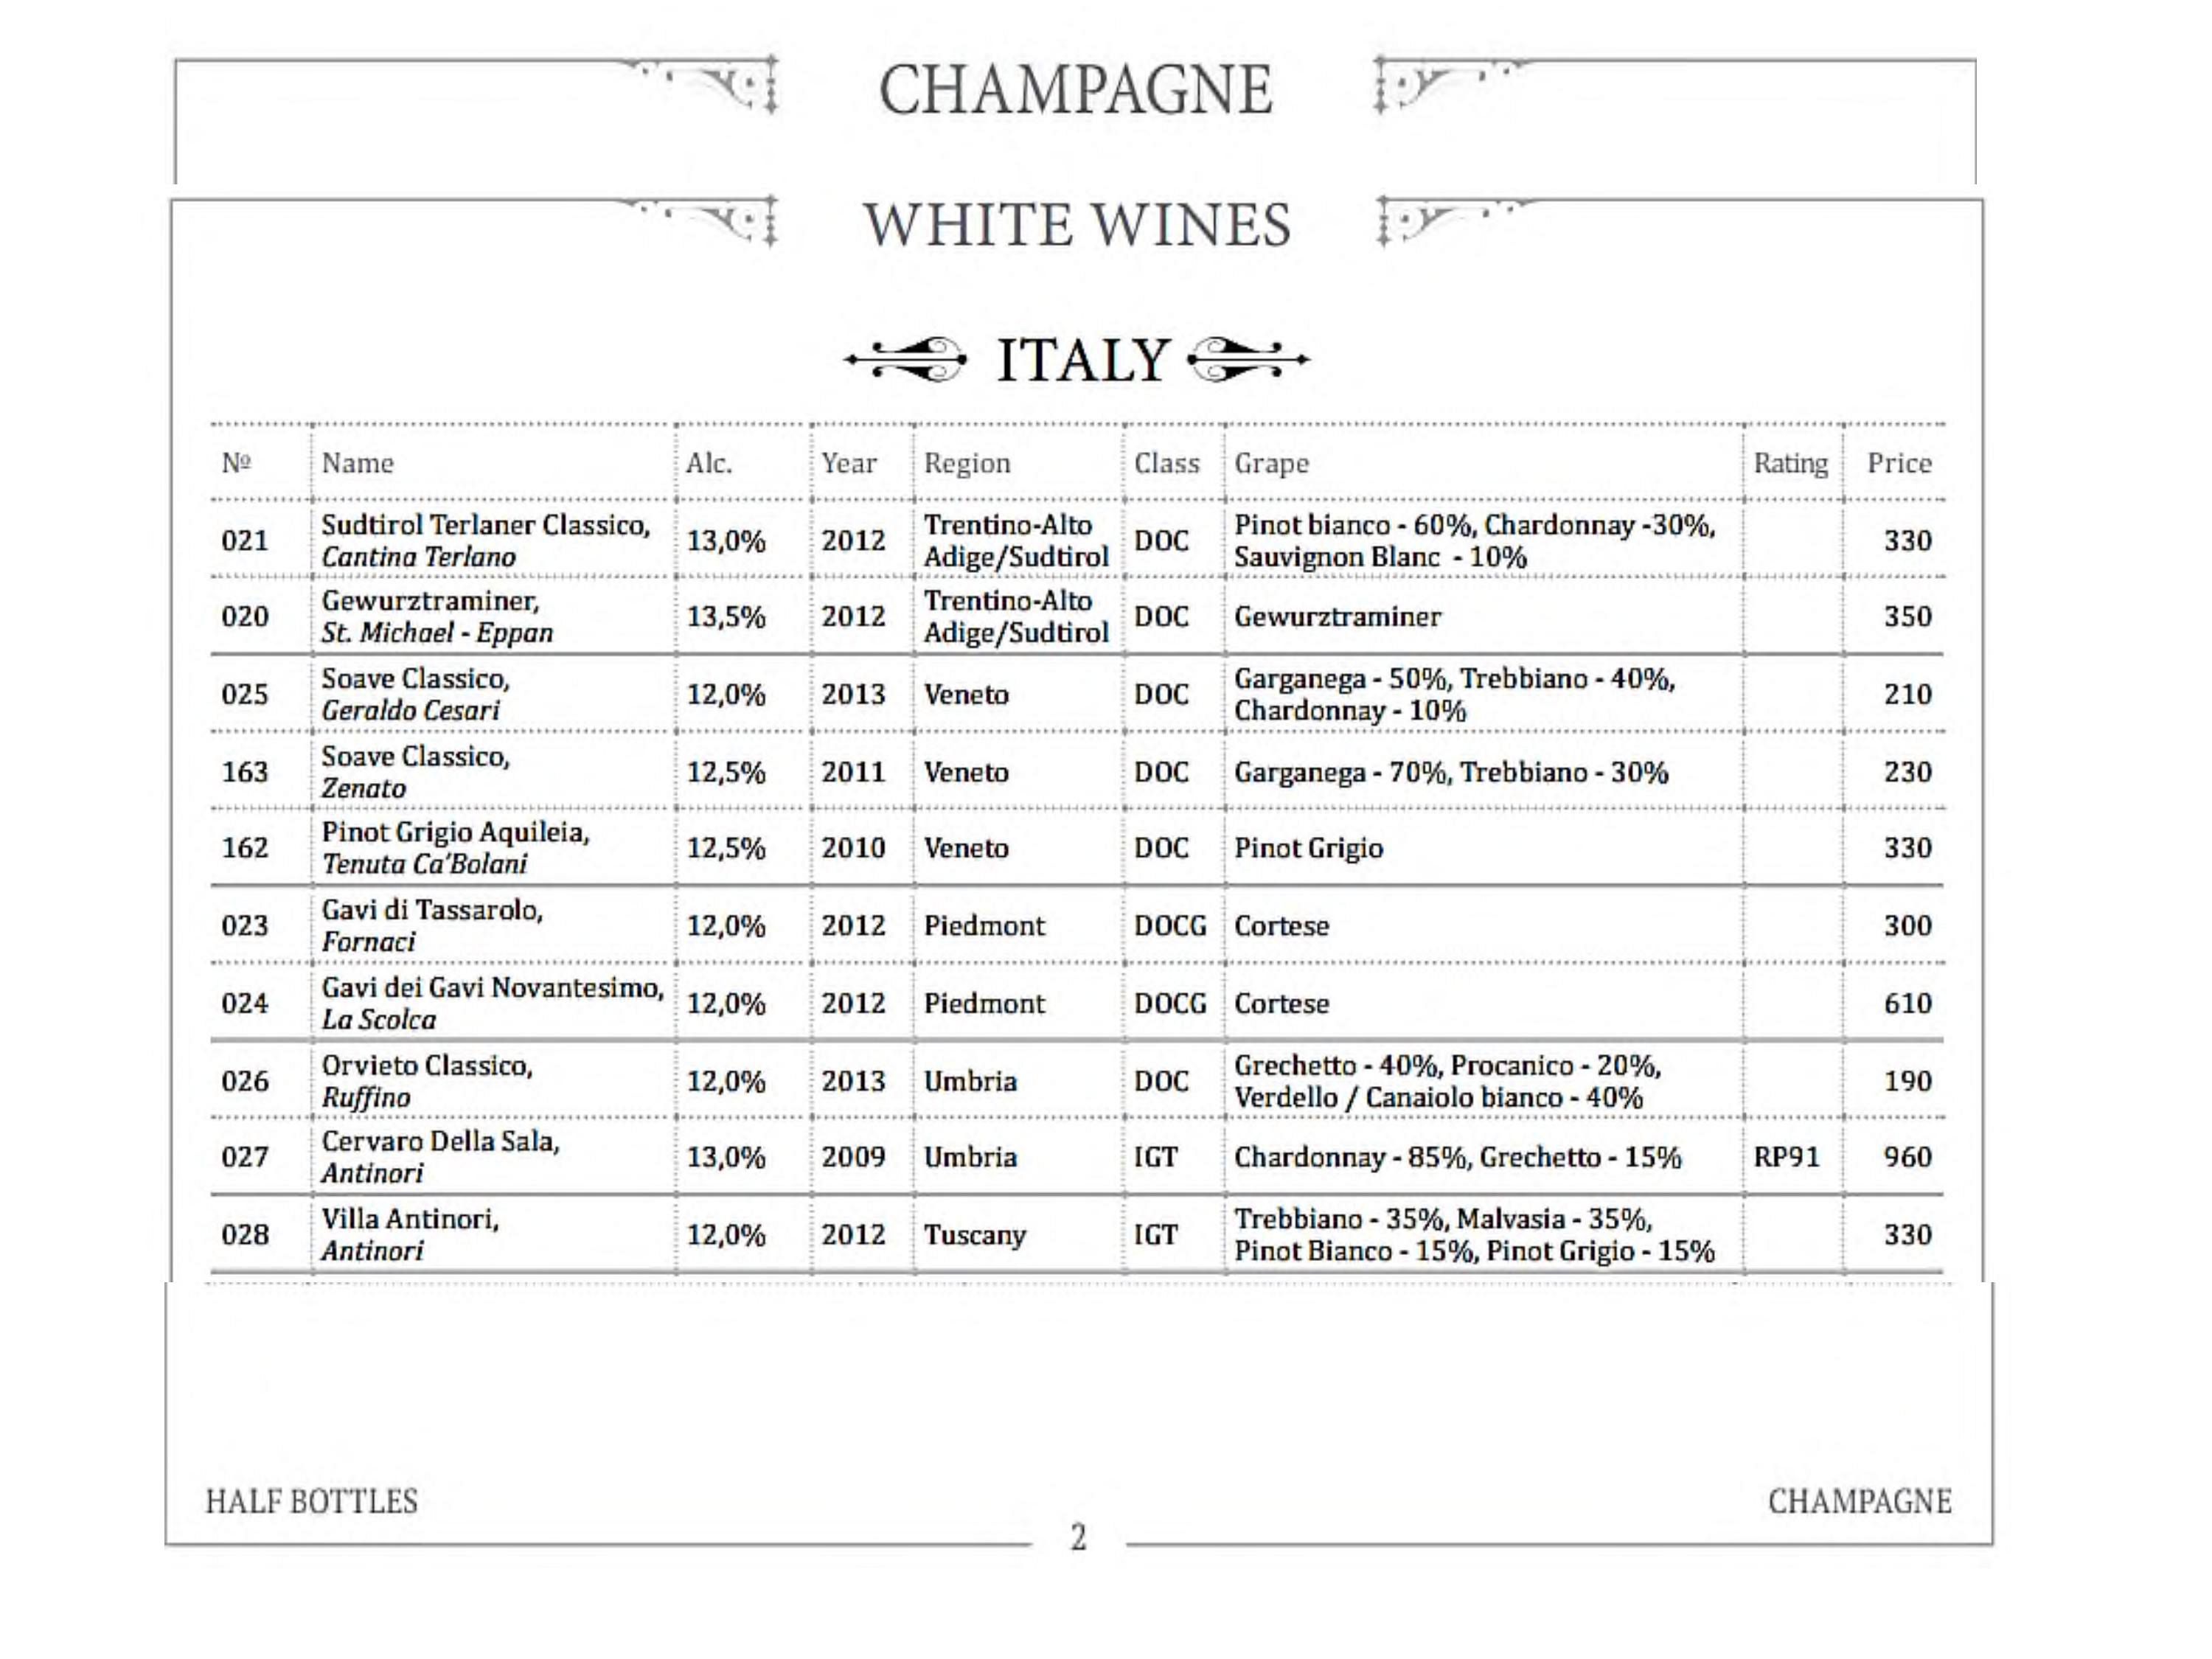 CHAMPAGNE
WHITE WINES
ITALY
Nº Name Alc. Year Region Class Grape Rating Price
021 Sudtirol Terlaner Classico, Cantina Terlano 13,0% 2012 Trentino-Alto Adige/Sudtirol DOC Pinot bianco - 60%, Chardonnay -30%, Sauvignon Blanc - 10% 330
020 Gewurztraminer, St. Michael - Eppan 13,5% 2012 Trentino-Alto Adige/Sudtirol DOC Gewurztraminer 350
025 Soave Classico, Geraldo Cesari 12,0% 2013 Veneto DOC Garganega - 50%, Trebbiano - 40%, Chardonnay - 10% 210
163 Soave Classico, Zenato 12,5% 2011 Veneto DOC Garganega - 70%, Trebbiano - 30% 230
162 Pinot Grigio Aquileia, Tenuta Ca'Bolani 12,5% 2010 Veneto DOC Pinot Grigio 330
023 Gavi di Tassarolo, Fornaci 12,0% 2012 Piedmont DOCG Cortese 300
024 Gavi dei Gavi Novantesimo, La Scolca 12,0% 2012 Piedmont DOCG Cortese 610
026 Orvieto Classico, Ruffino 12,0% 2013 Umbria DOC Grechetto - 40%, Procanico - 20%, Verdello / Canaiolo bianco - 40% 190
027 Cervaro Della Sala, Antinori 13,0% 2009 Umbria IGT Chardonnay - 85%, Grechetto - 15% RP91 960
028 Villa Antinori, Antinori 12,0% 2012 Tuscany IGT Trebbiano - 35%, Malvasia - 35%, Pinot Bianco - 15%, Pinot Grigio - 15% 330
HALF BOTTLES
CHAMPAGNE
2